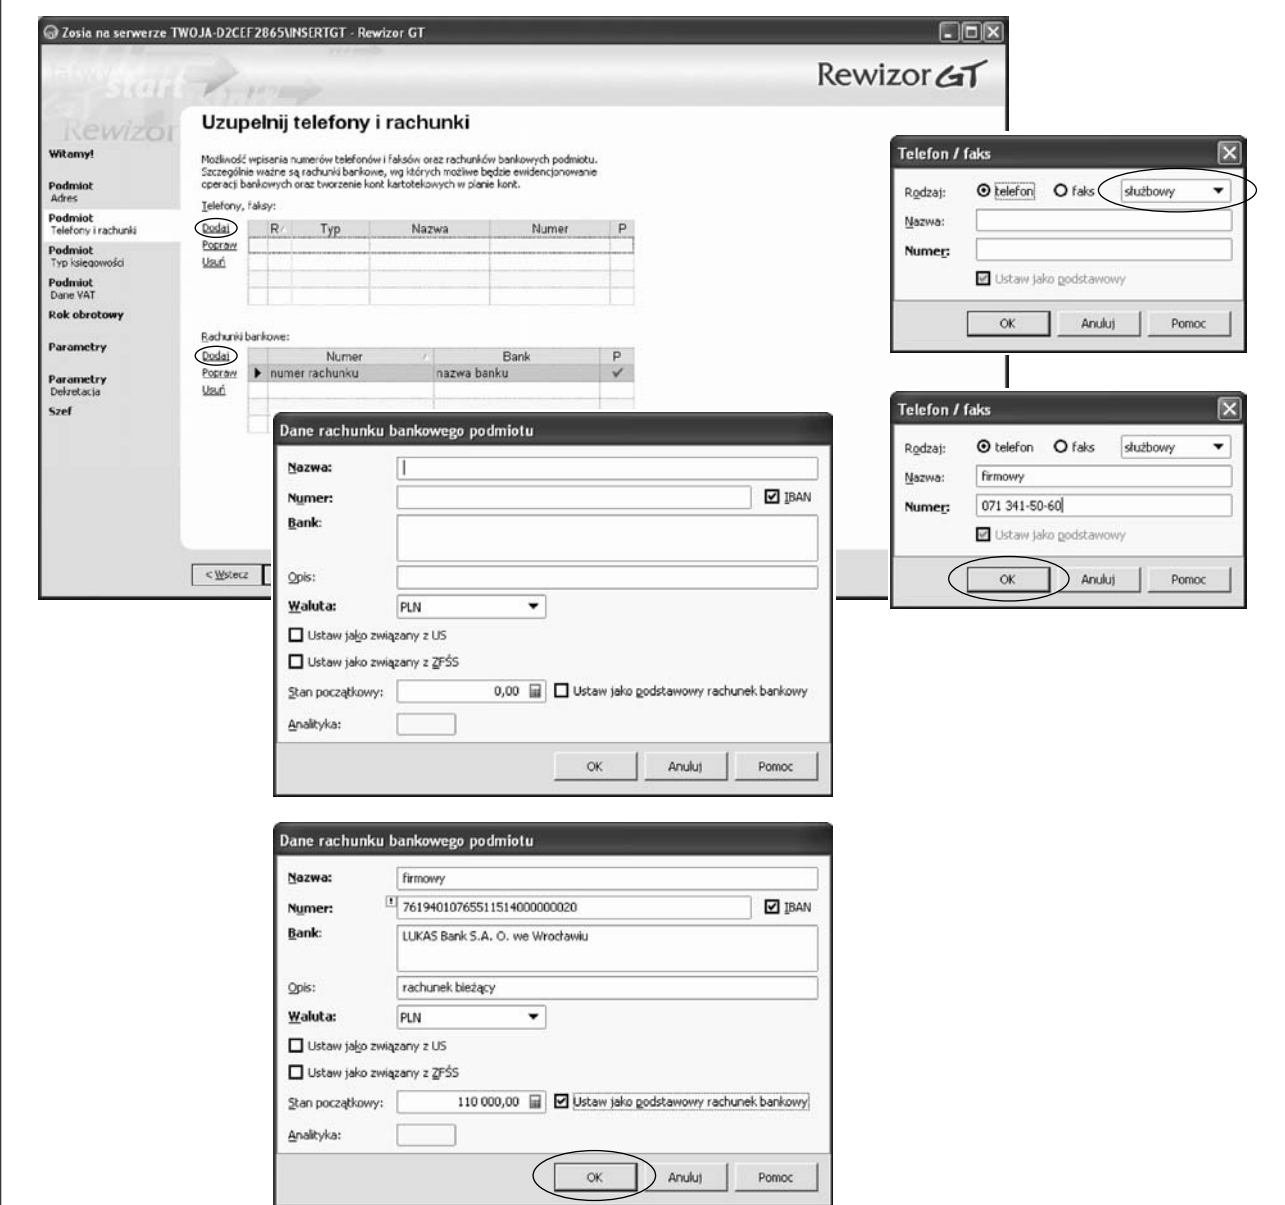 Zosia na serwerze TWOJA-D2CEF2865\INSERTGT - Rewizor GT
start
Rewizor GT
Rewizor
Uzupełnij telefony i rachunki
Możliwość wpisania numerów telefonów i faksów oraz rachunków bankowych podmiotu.
Szczególnie ważne są rachunki bankowe, wg których możliwe będzie ewidencjonowanie
operacji bankowych oraz tworzenie kont kartotekowych w planie kont.
Witamy!
Podmiot
Adres
Podmiot
Telefony i rachunki
Podmiot
Typ księgowości
Podmiot
Dane VAT
Rok obrotowy
Parametry
Parametry
Dekretacja
Szef
Telefony, faksy:
Dodaj R Typ Nazwa Numer P
Popraw
Usuń
Rachunki bankowe:
Dodaj Numer Bank P
Popraw numer rachunku nazwa banku
Usuń
< Wstecz
Telefon / faks
Rodzaj: telefon faks służbowy
Nazwa:
Numer:
Ustaw jako podstawowy
OK Anuluj Pomoc
Telefon / faks
Rodzaj: telefon faks służbowy
Nazwa: firmowy
Numer: 071 341-50-60
Ustaw jako podstawowy
OK Anuluj Pomoc
Dane rachunku bankowego podmiotu
Nazwa:
Numer: IBAN
Bank:
Opis:
Waluta: PLN
Ustaw jako związany z US
Ustaw jako związany z ZFŚS
Stan początkowy: 0,00 Ustaw jako podstawowy rachunek bankowy
Analityka:
OK Anuluj Pomoc
Dane rachunku bankowego podmiotu
Nazwa: firmowy
Numer: 76194010765511514000000020 IBAN
Bank: LUKAS Bank S.A. O. we Wrocławiu
Opis: rachunek bieżący
Waluta: PLN
Ustaw jako związany z US
Ustaw jako związany z ZFŚS
Stan początkowy: 110 000,00 Ustaw jako podstawowy rachunek bankowy
Analityka:
OK Anuluj Pomoc